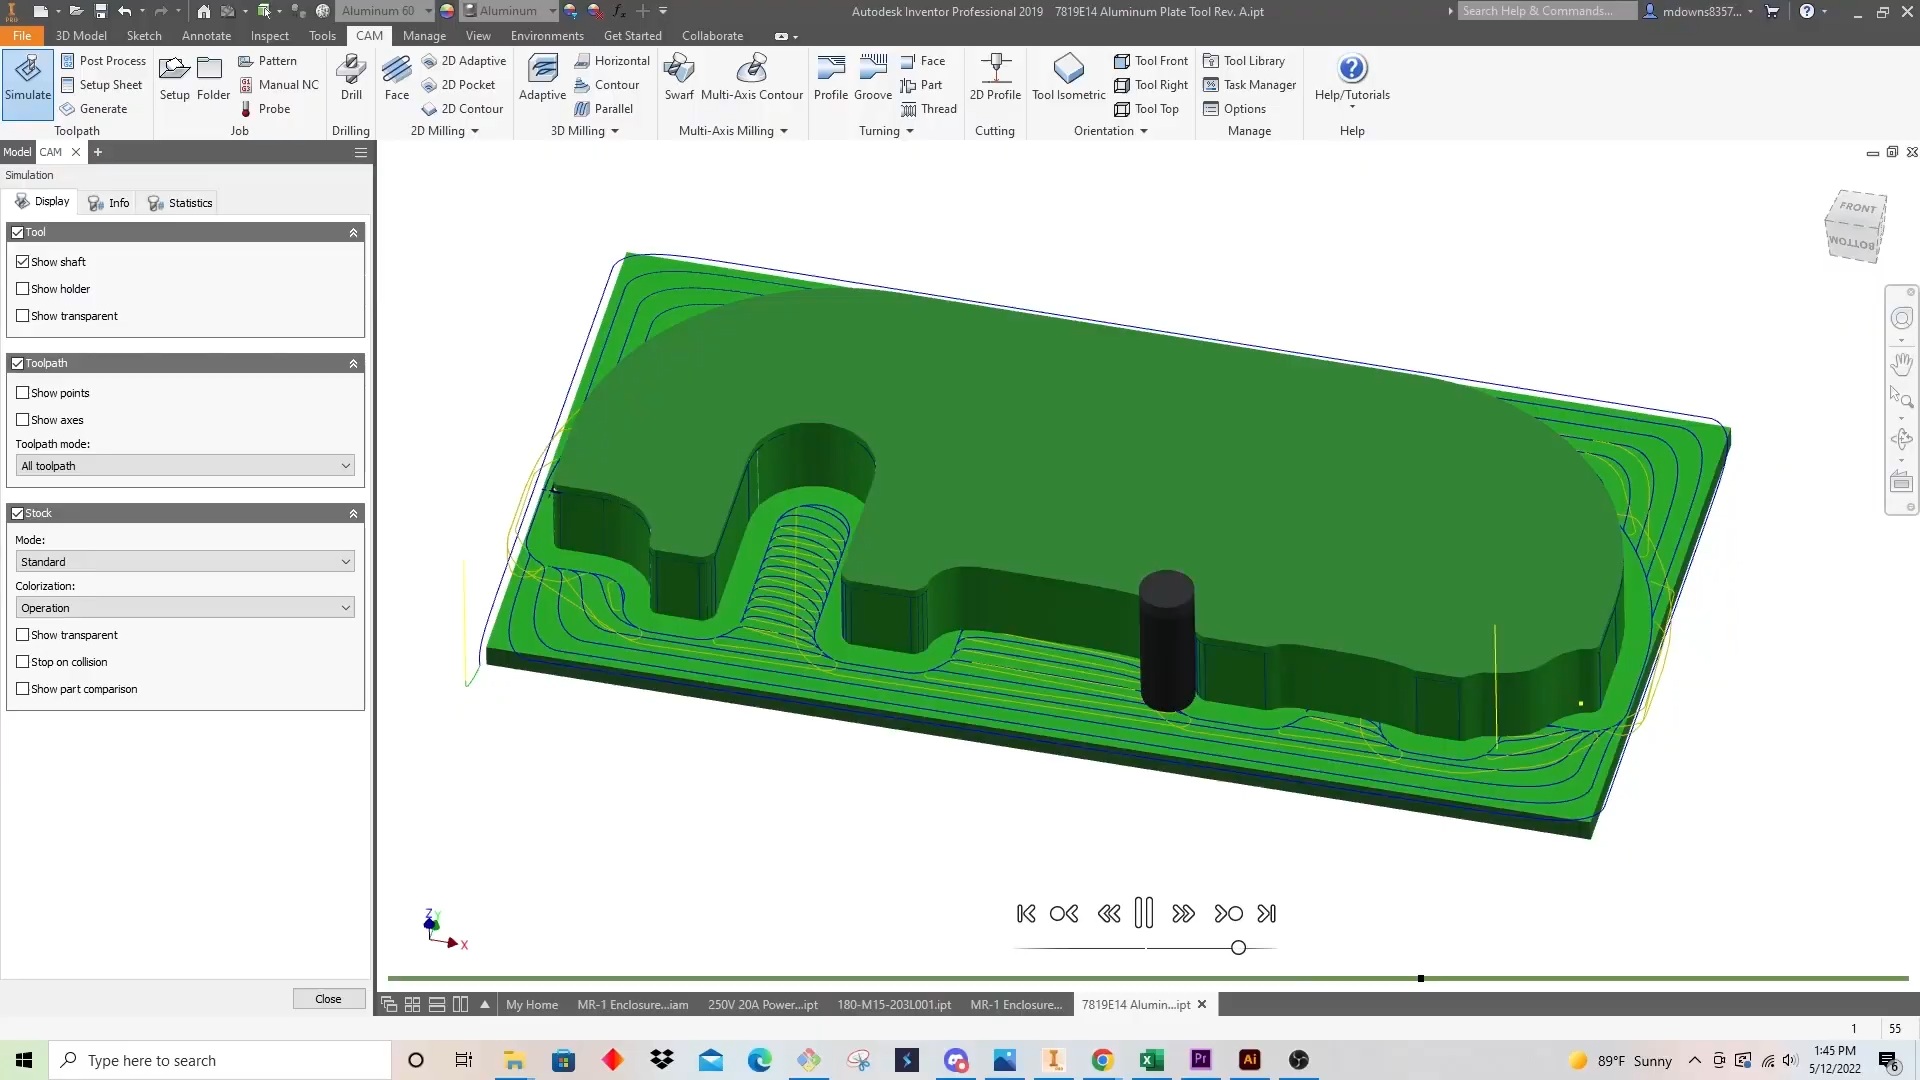 Aluminum 60
Aluminum
Autodesk Inventor Professional 2019 7819E14 Aluminum Plate Tool Rev. A.ipt
Search Help & Commands...
mdowns8357...
File
3D Model
Sketch
Annotate
Inspect
Tools
CAM
Manage
View
Environments
Get Started
Collaborate
Simulate
Post Process
Setup Sheet
Generate
Toolpath
Setup
Folder
Pattern
Manual NC
Probe
Job
Drill
Drilling
Face
2D Adaptive
2D Pocket
2D Contour
2D Milling
Adaptive
Horizontal
Contour
Parallel
3D Milling
Swarf
Multi-Axis Contour
Multi-Axis Milling
Profile
Groove
Face
Part
Thread
Turning
2D Profile
Cutting
Tool Isometric
Tool Front
Tool Right
Tool Top
Orientation
Tool Library
Task Manager
Options
Manage
Help/Tutorials
Help
Model
CAM
Simulation
Display
Info
Statistics
Tool
Show shaft
Show holder
Show transparent
Toolpath
Show points
Show axes
Toolpath mode:
All toolpath
Stock
Mode:
Standard
Colorization:
Operation
Show transparent
Stop on collision
Show part comparison
Close
FRONT
BOTTOM
Z
Y
X
My Home
MR-1 Enclosure...iam
250V 20A Power...ipt
180-M15-203L001.ipt
MR-1 Enclosure...
7819E14 Alumin...ipt
1
55
Type here to search
89°F Sunny
1:45 PM
5/12/2022
6